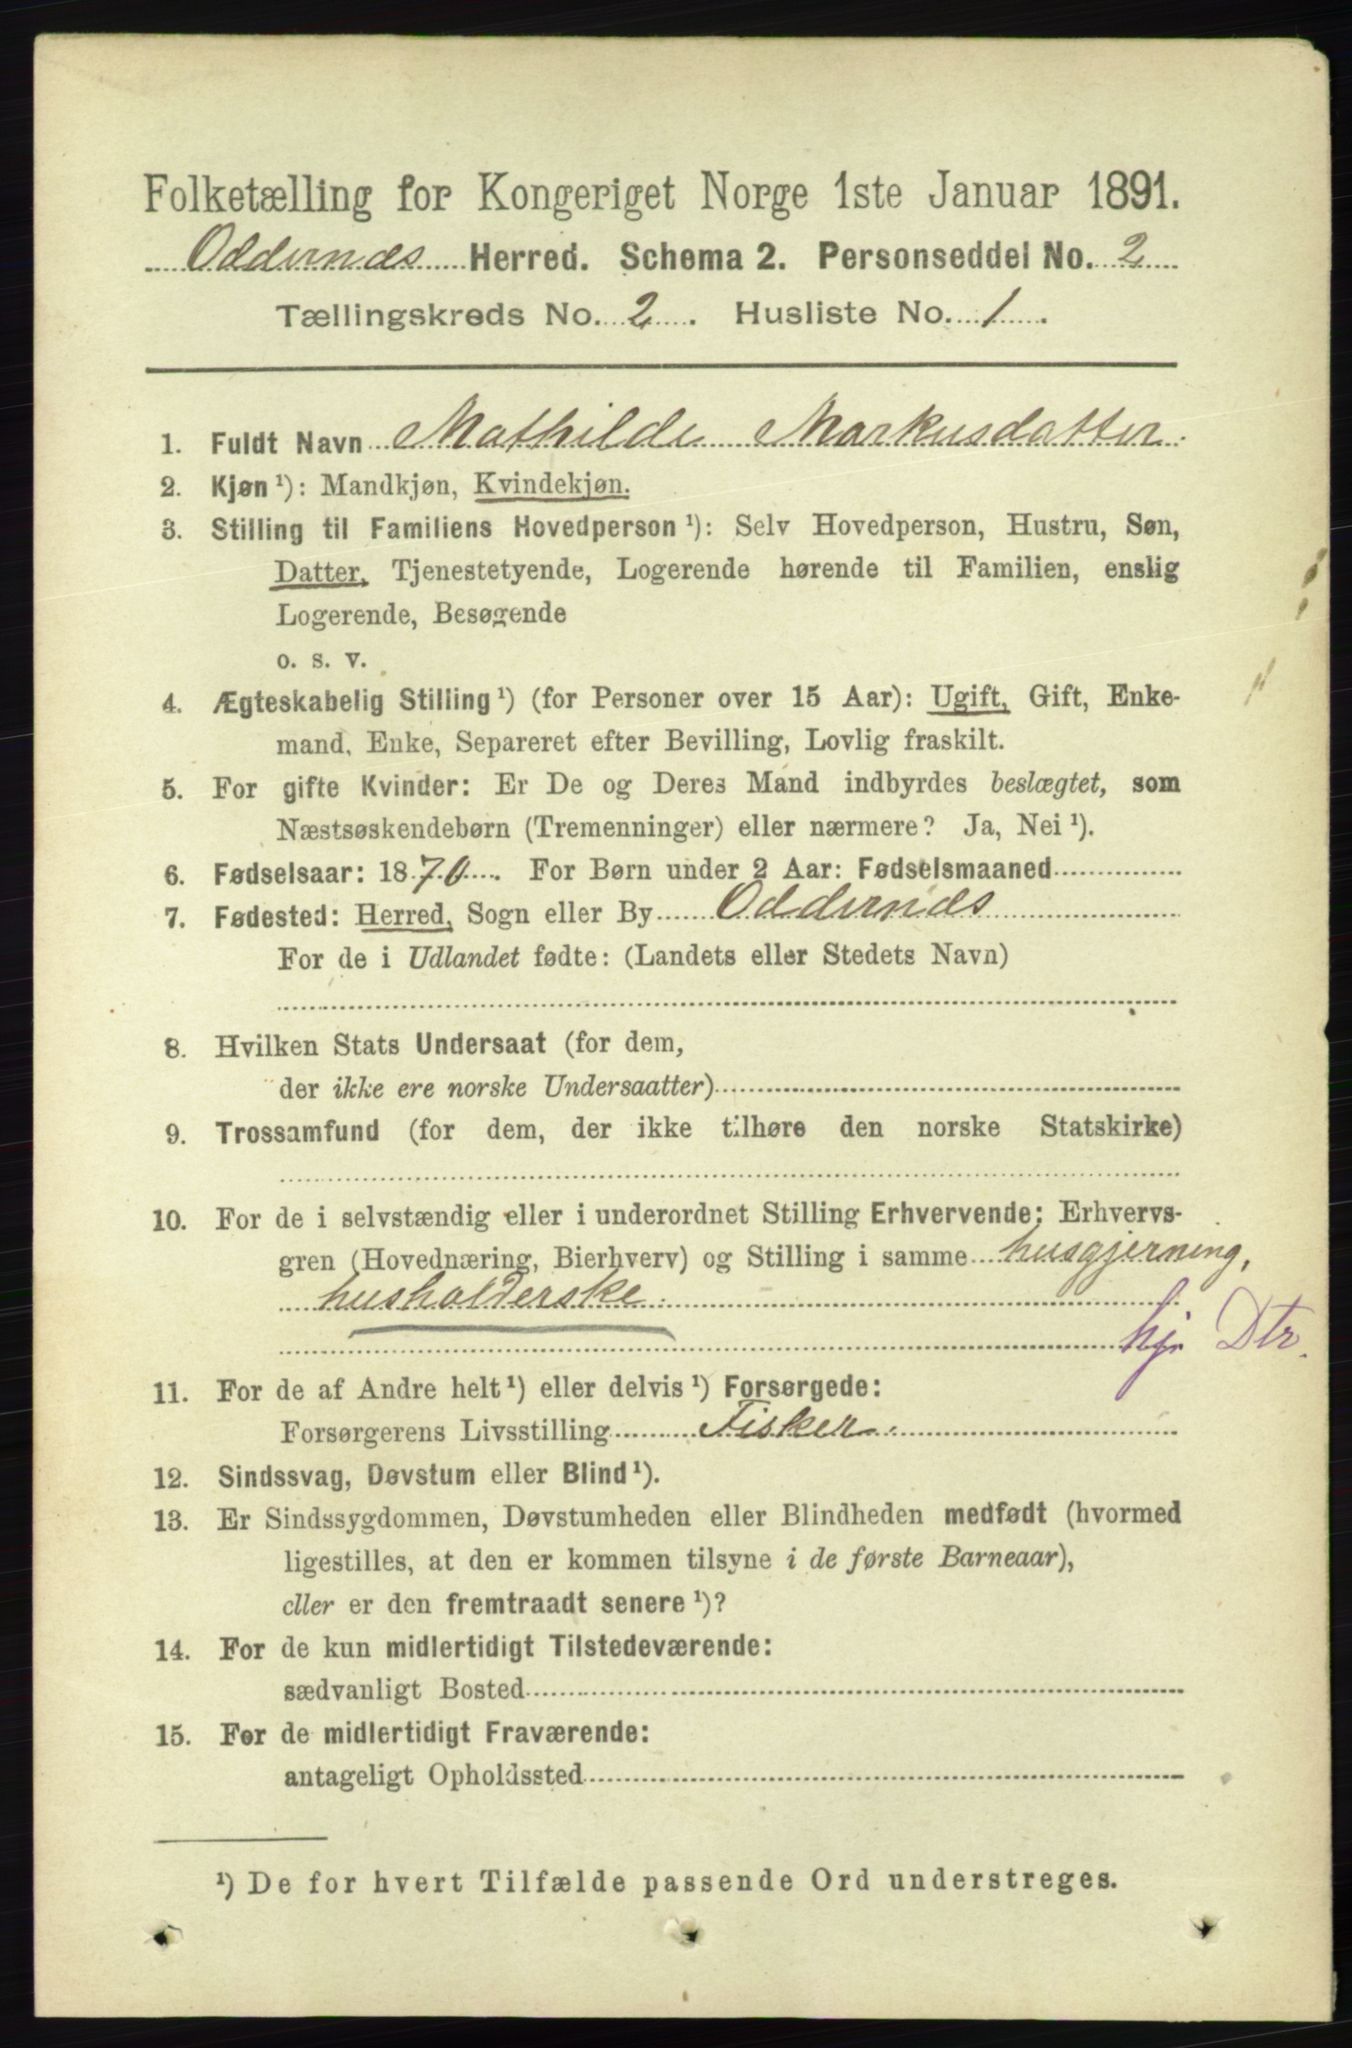 Folketælling for Kongeriget Norge 1ste Januar 1891.
Oddernæs Herred. Schema 2. Personseddel No. 2
Tællingskreds No. 2. Husliste No. 1.
1. Fuldt Navn Mathilde Markusdatter.
2. Kjøn ¹): Mandkjøn, Kvindekjøn.
3. Stilling til Familiens Hovedperson ¹): Selv Hovedperson, Hustru, Søn,
Datter, Tjenestetyende, Logerende hørende til Familien, enslig
Logerende, Besøgende
o. s. v.
4. Ægteskabelig Stilling ¹) (for Personer over 15 Aar): Ugift, Gift, Enke-
mand, Enke, Separeret efter Bevilling, Lovlig fraskilt.
5. For gifte Kvinder: Er De og Deres Mand indbyrdes beslægtet, som
Næstsøskendebørn (Tremenninger) eller nærmere? Ja, Nei ¹).
6. Fødselsaar: 1870. For Børn under 2 Aar: Fødselsmaaned
7. Fødested: Herred, Sogn eller By Oddernæs
For de i Udlandet fødte: (Landets eller Stedets Navn)
8. Hvilken Stats Undersaat (for dem,
der ikke ere norske Undersaatter)
9. Trossamfund (for dem, der ikke tilhøre den norske Statskirke)
10. For de i selvstændig eller i underordnet Stilling Erhvervende: Erhvervs-
gren (Hovednæring, Bierhverv) og Stilling i samme husgjerning,
husholderske.
hj. Dtr.
11. For de af Andre helt ¹) eller delvis ¹) Forsørgede:
Forsørgerens Livsstilling Fisker.
12. Sindssvag, Døvstum eller Blind ¹).
13. Er Sindssygdommen, Døvstumheden eller Blindheden medfødt (hvormed
ligestilles, at den er kommen tilsyne i de første Barneaar),
eller er den fremtraadt senere ¹)?
14. For de kun midlertidigt Tilstedeværende:
sædvanligt Bosted
15. For de midlertidigt Fraværende:
antageligt Opholdssted
¹) De for hvert Tilfælde passende Ord understreges.